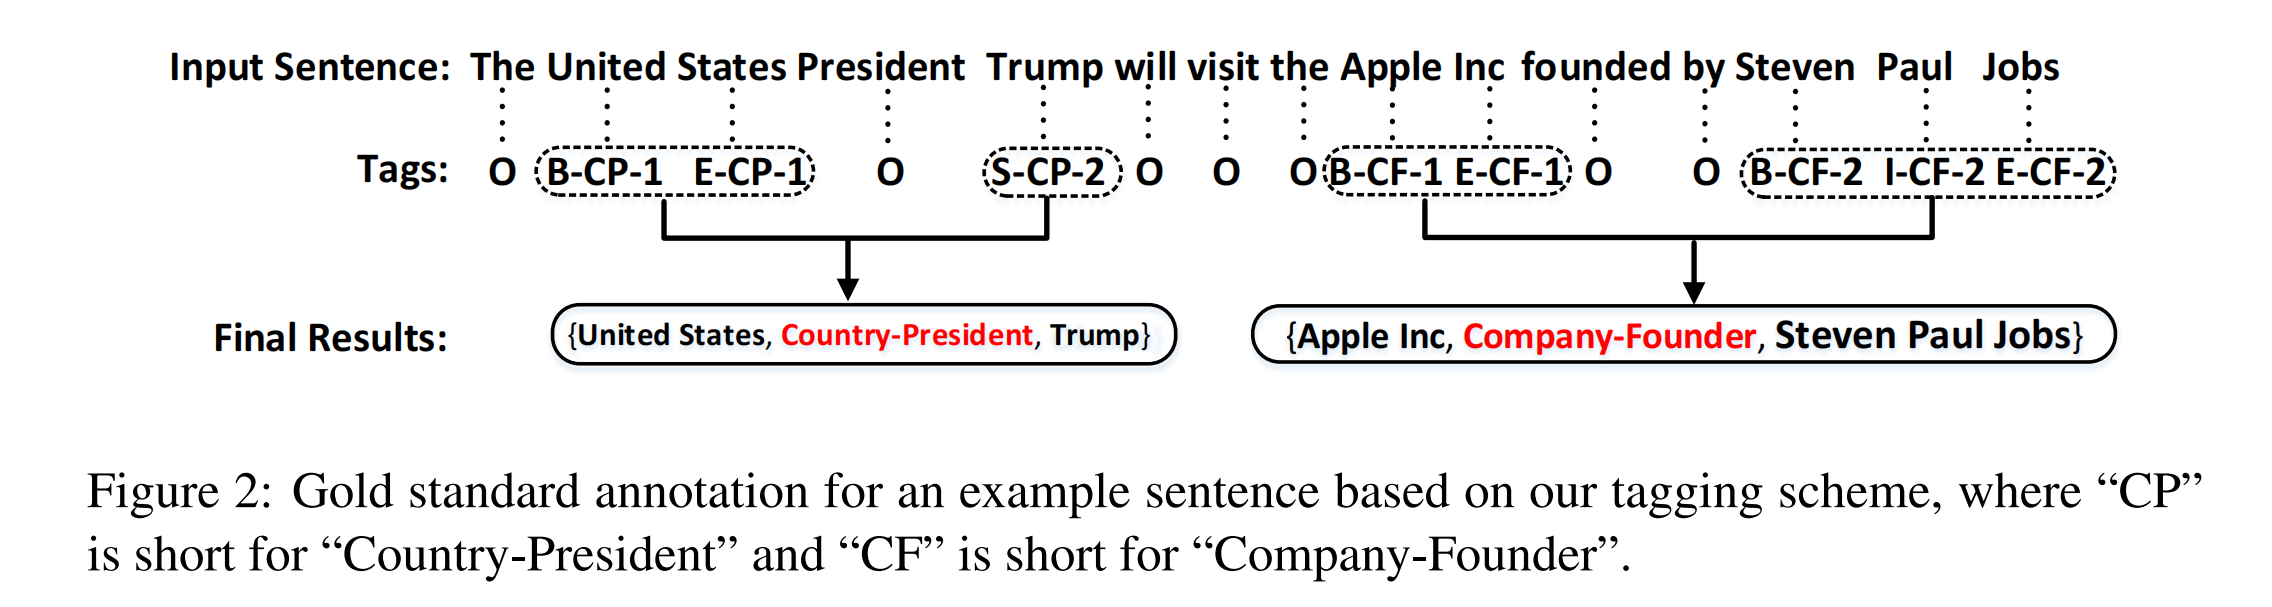 Input Sentence: The United States President Trump will visit the Apple Inc founded by Steven Paul Jobs
Tags: O B-CP-1 E-CP-1 O S-CP-2 O O O B-CF-1 E-CF-1 O O B-CF-2 I-CF-2 E-CF-2
Final Results: {United States, Country-President, Trump} {Apple Inc, Company-Founder, Steven Paul Jobs}
Figure 2: Gold standard annotation for an example sentence based on our tagging scheme, where “CP”
is short for “Country-President” and “CF” is short for “Company-Founder”.